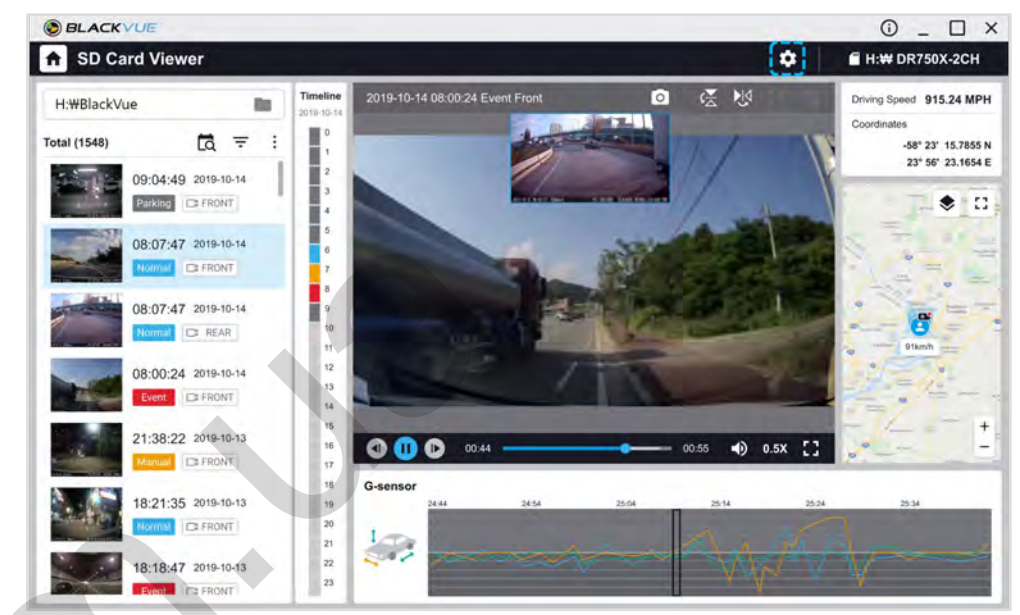 BLACKVUE
SD Card Viewer
H:₩ DR750X-2CH
H:₩BlackVue
Total (1548)
09:04:49 2019-10-14
Parking FRONT
08:07:47 2019-10-14
Normal FRONT
08:07:47 2019-10-14
Normal REAR
08:00:24 2019-10-14
Event FRONT
21:38:22 2019-10-13
Manual FRONT
18:21:35 2019-10-13
Normal FRONT
18:18:47 2019-10-13
Event FRONT
Timeline
2019-10-14
0
1
2
3
4
5
6
7
8
9
10
11
12
13
14
15
16
17
18
19
20
21
22
23
2019-10-14 08:00:24 Event Front
00:44
00:55
0.5X
Driving Speed 915.24 MPH
Coordinates
-58° 23' 15.7855 N
23° 56' 23.1654 E
91km/h
+
−
G-sensor
24:44 24:54 25:04 25:14 25:24 25:34